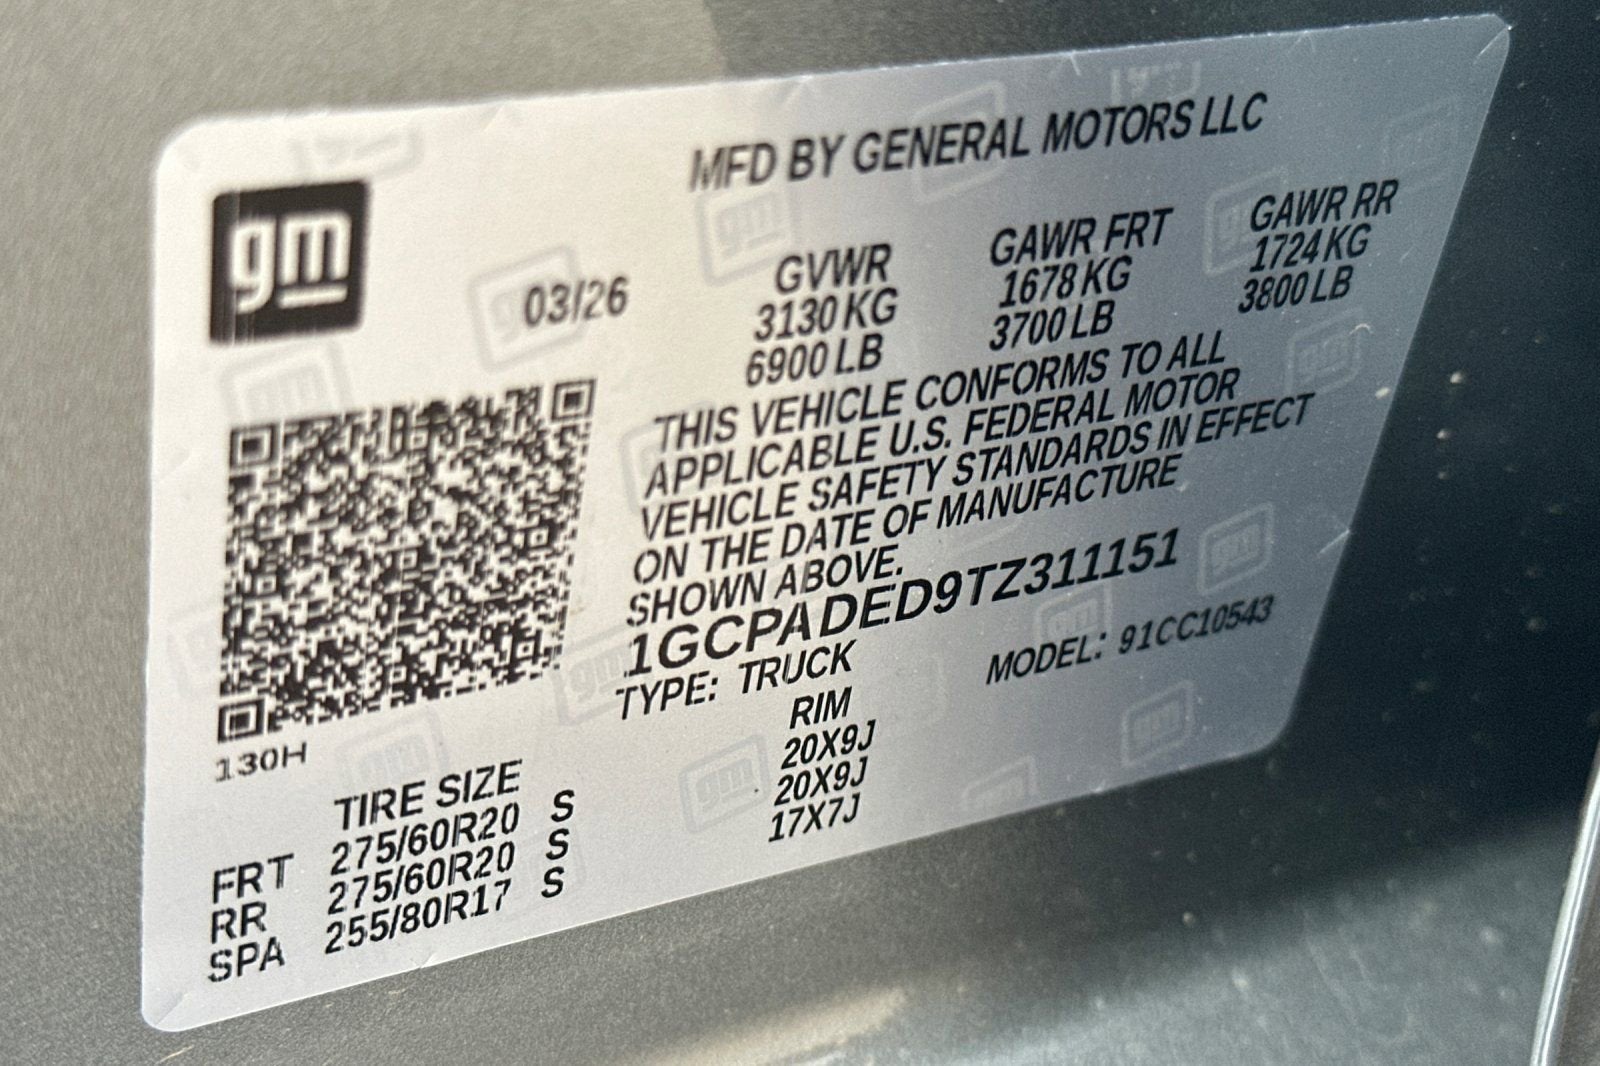 MFD BY GENERAL MOTORS LLC
gm
03/26
GVWR GAWR FRT GAWR RR
3130 KG 1678 KG 1724 KG
6900 LB 3700 LB 3800 LB
THIS VEHICLE CONFORMS TO ALL
APPLICABLE U.S. FEDERAL MOTOR
VEHICLE SAFETY STANDARDS IN EFFECT
ON THE DATE OF MANUFACTURE
SHOWN ABOVE.
1GCPADED9TZ311151
TYPE: TRUCK MODEL: 91CC10543
130H
TIRE SIZE RIM
FRT 275/60R20 S 20X9J
RR 275/60R20 S 20X9J
SPA 255/80R17 S 17X7J